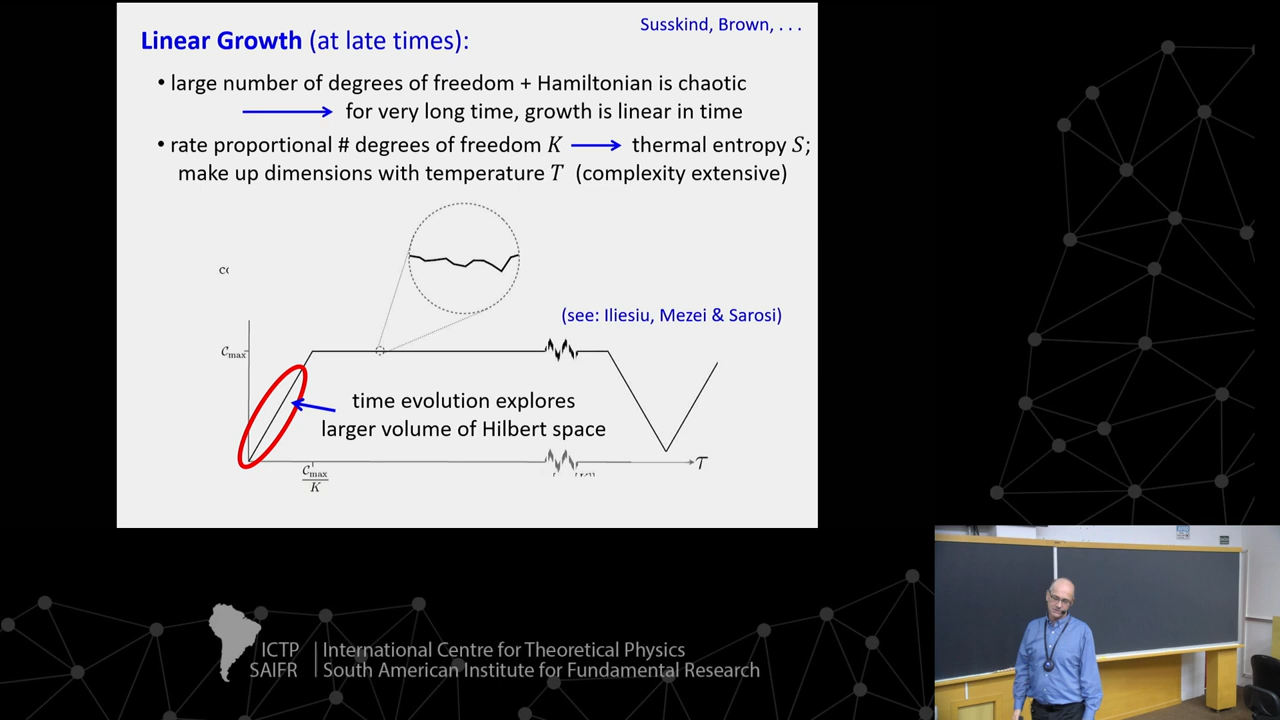 Susskind, Brown, . . .
Linear Growth (at late times):
• large number of degrees of freedom + Hamiltonian is chaotic
for very long time, growth is linear in time
• rate proportional # degrees of freedom K thermal entropy S;
make up dimensions with temperature T (complexity extensive)
(see: Iliesiu, Mezei & Sarosi)
C_max
time evolution explores
larger volume of Hilbert space
τ
C_max
K
ICTP
SAIFR
International Centre for Theoretical Physics
South American Institute for Fundamental Research